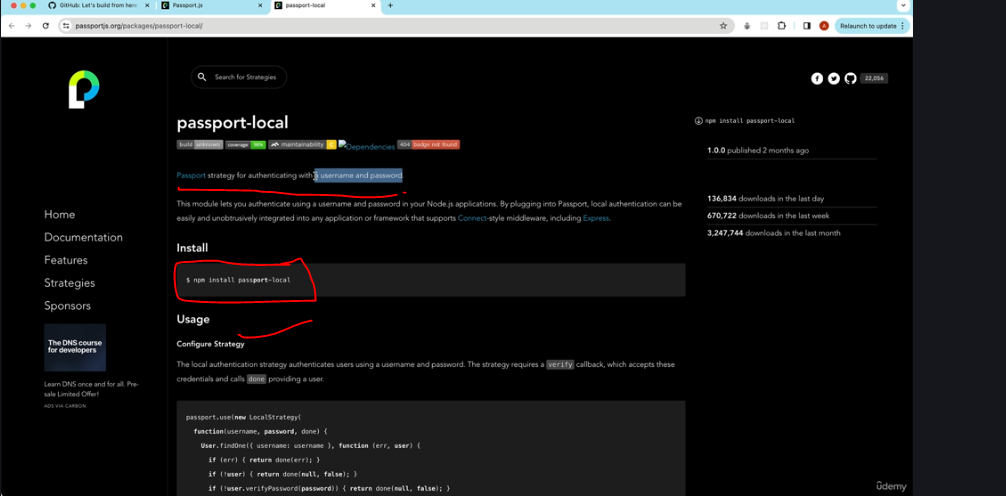 GitHub: Let's build from here
Passport.js
passport-local
passportjs.org/packages/passport-local/
Relaunch to update
Search for Strategies
22,056
passport-local
npm install passport-local
build unknown coverage 98% maintainability C Dependencies 404 badge not found
1.0.0 published 2 months ago
Passport strategy for authenticating with a username and password.
This module lets you authenticate using a username and password in your Node.js applications. By plugging into Passport, local authentication can be
easily and unobtrusively integrated into any application or framework that supports Connect-style middleware, including Express.
136,834 downloads in the last day
670,722 downloads in the last week
3,247,744 downloads in the last month
Home
Documentation
Features
Strategies
Sponsors
Install
$ npm install passport-local
Usage
Configure Strategy
The DNS course
for developers
The local authentication strategy authenticates users using a username and password. The strategy requires a verify callback, which accepts these
credentials and calls done providing a user.
Learn DNS once and for all. Pre-
sale Limited Offer!
ADS VIA CARBON
passport.use(new LocalStrategy(
function(username, password, done) {
User.findOne({ username: username }, function (err, user) {
if (err) { return done(err); }
if (!user) { return done(null, false); }
if (!user.verifyPassword(password)) { return done(null, false); }
ûdemy